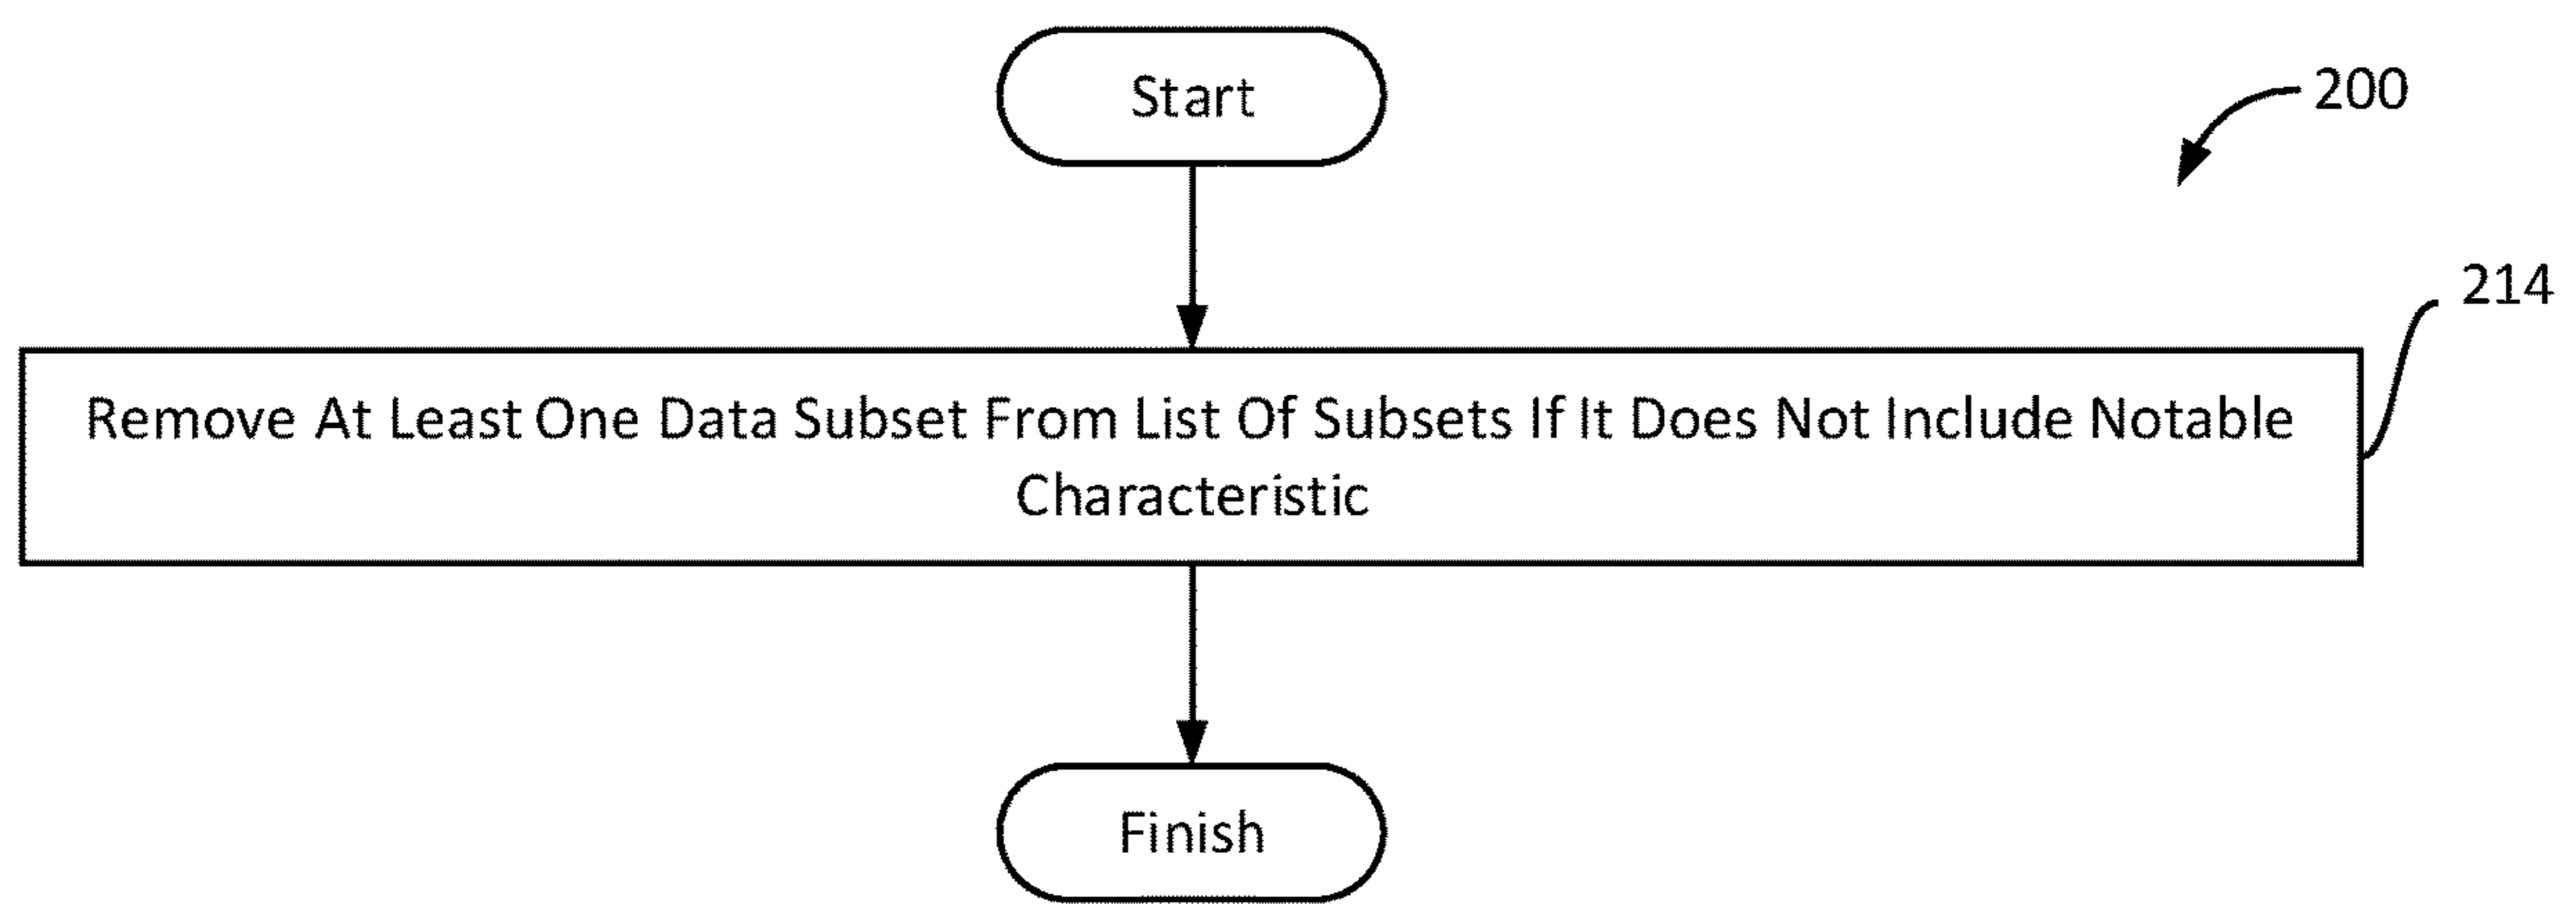 Start
200
214
Remove At Least One Data Subset From List Of Subsets If It Does Not Include Notable
Characteristic
Finish